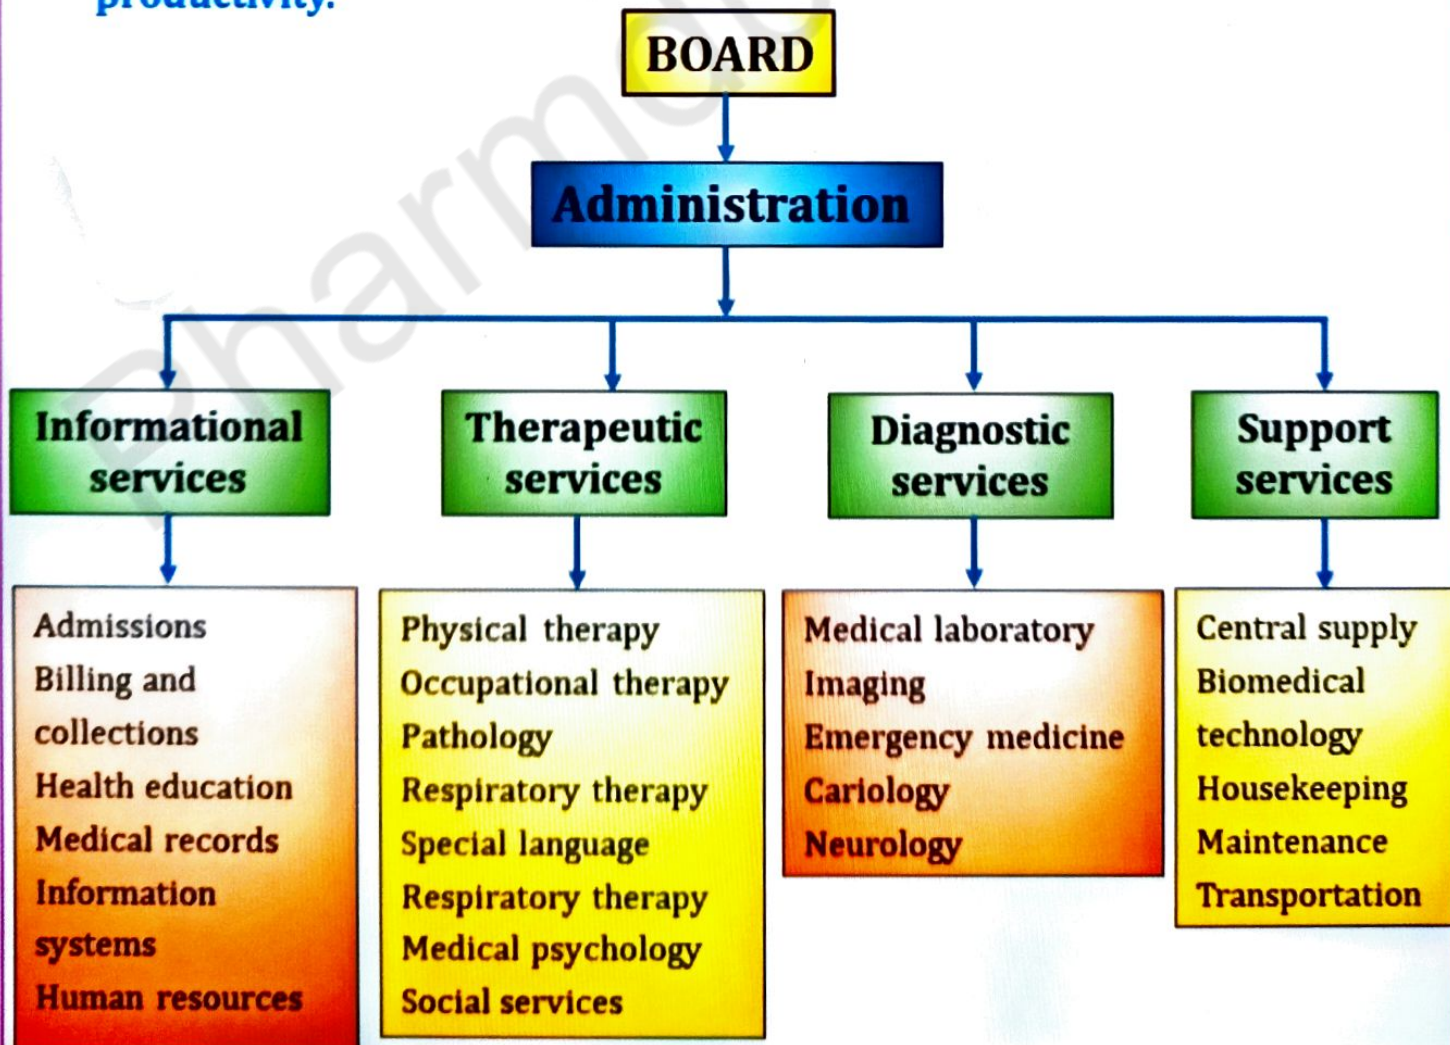 productivity.
BOARD
Administration
Informational
services
Therapeutic
services
Diagnostic
services
Support
services
Admissions
Billing and
collections
Health education
Medical records
Information
systems
Human resources
Physical therapy
Occupational therapy
Pathology
Respiratory therapy
Special language
Respiratory therapy
Medical psychology
Social services
Medical laboratory
Imaging
Emergency medicine
Cariology
Neurology
Central supply
Biomedical
technology
Housekeeping
Maintenance
Transportation